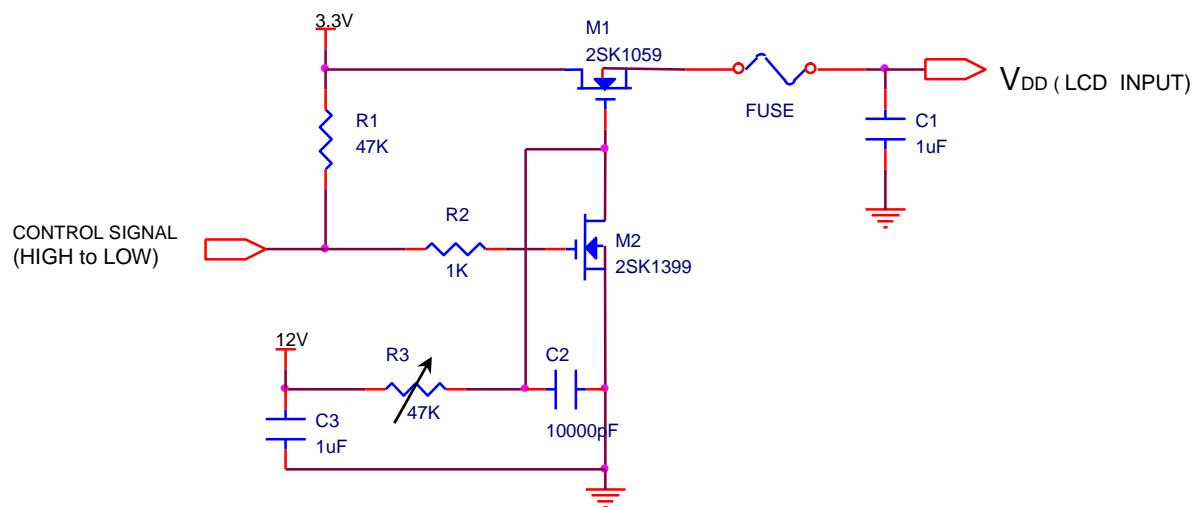 3.3V
M1
2SK1059
FUSE
VDD ( LCD INPUT)
R1
47K
C1
1uF
CONTROL SIGNAL
(HIGH to LOW)
R2
1K
M2
2SK1399
12V
R3
47K
C2
10000pF
C3
1uF